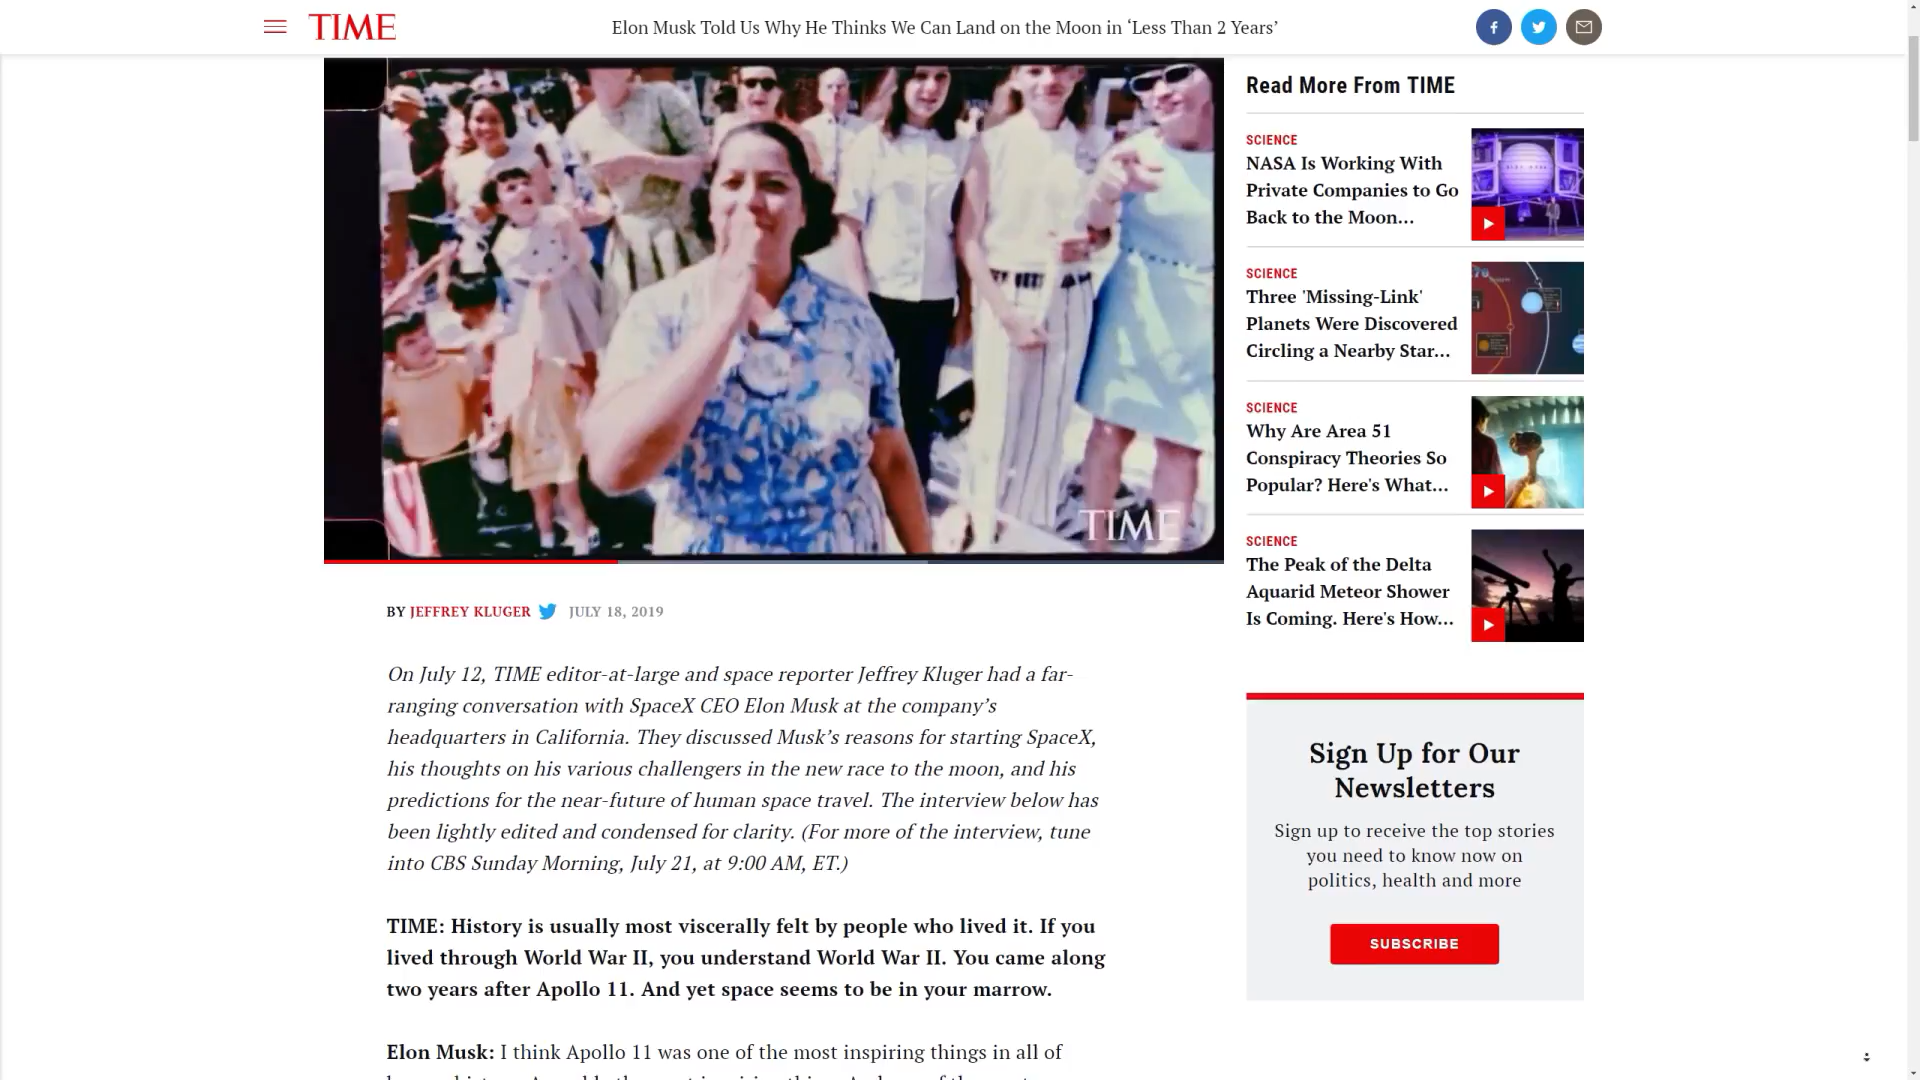 TIME
Elon Musk Told Us Why He Thinks We Can Land on the Moon in ‘Less Than 2 Years’
TIME
BY JEFFREY KLUGER JULY 18, 2019
On July 12, TIME editor-at-large and space reporter Jeffrey Kluger had a far-
ranging conversation with SpaceX CEO Elon Musk at the company’s
headquarters in California. They discussed Musk’s reasons for starting SpaceX,
his thoughts on his various challengers in the new race to the moon, and his
predictions for the near-future of human space travel. The interview below has
been lightly edited and condensed for clarity. (For more of the interview, tune
into CBS Sunday Morning, July 21, at 9:00 AM, ET.)
TIME: History is usually most viscerally felt by people who lived it. If you
lived through World War II, you understand World War II. You came along
two years after Apollo 11. And yet space seems to be in your marrow.
Elon Musk: I think Apollo 11 was one of the most inspiring things in all of
Read More From TIME
SCIENCE
NASA Is Working With
Private Companies to Go
Back to the Moon...
SCIENCE
Three 'Missing-Link'
Planets Were Discovered
Circling a Nearby Star...
SCIENCE
Why Are Area 51
Conspiracy Theories So
Popular? Here's What...
SCIENCE
The Peak of the Delta
Aquarid Meteor Shower
Is Coming. Here's How...
Sign Up for Our
Newsletters
Sign up to receive the top stories
you need to know now on
politics, health and more
SUBSCRIBE